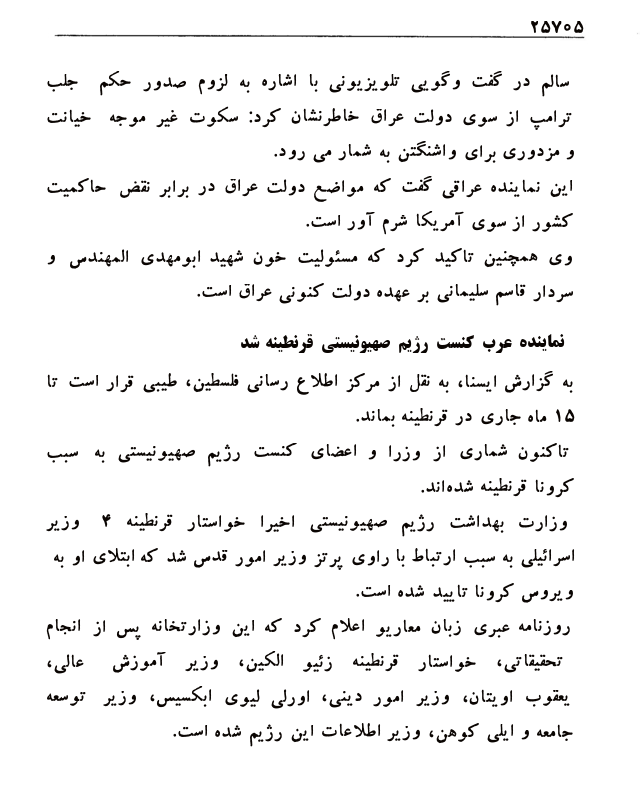 ۲۵۷۰۵
سالم در گفت وگویی تلویزیونی با اشاره به لزوم صدور حکم جلب
ترامپ از سوی دولت عراق خاطرنشان کرد: سکوت غیر موجه خیانت
و مزدوری برای واشنگتن به شمار می رود.
این نماینده عراقی گفت که مواضع دولت عراق در برابر نقض حاکمیت
کشور از سوی آمریکا شرم آور است.
وی همچنین تاکید کرد که مسئولیت خون شهید ابومهدی المهندس و
سردار قاسم سلیمانی بر عهده دولت کنونی عراق است.
نماینده عرب کنست رژیم صهیونیستی قرنطینه شد
به گزارش ایسنا، به نقل از مرکز اطلاع رسانی فلسطین، طیبی قرار است تا
۱۵ ماه جاری در قرنطینه بماند.
تاکنون شماری از وزرا و اعضای کنست رژیم صهیونیستی به سبب
کرونا قرنطینه شده‌اند.
وزارت بهداشت رژیم صهیونیستی اخیرا خواستار قرنطینه ۴ وزیر
اسرائیلی به سبب ارتباط با راوی پرتز وزیر امور قدس شد که ابتلای او به
ویروس کرونا تایید شده است.
روزنامه عبری زبان معاریو اعلام کرد که این وزارتخانه پس از انجام
تحقیقاتی، خواستار قرنطینه زئیو الکین، وزیر آموزش عالی،
یعقوب اویتان، وزیر امور دینی، اورلی لیوی ابکسیس، وزیر توسعه
جامعه و ایلی کوهن، وزیر اطلاعات این رژیم شده است.